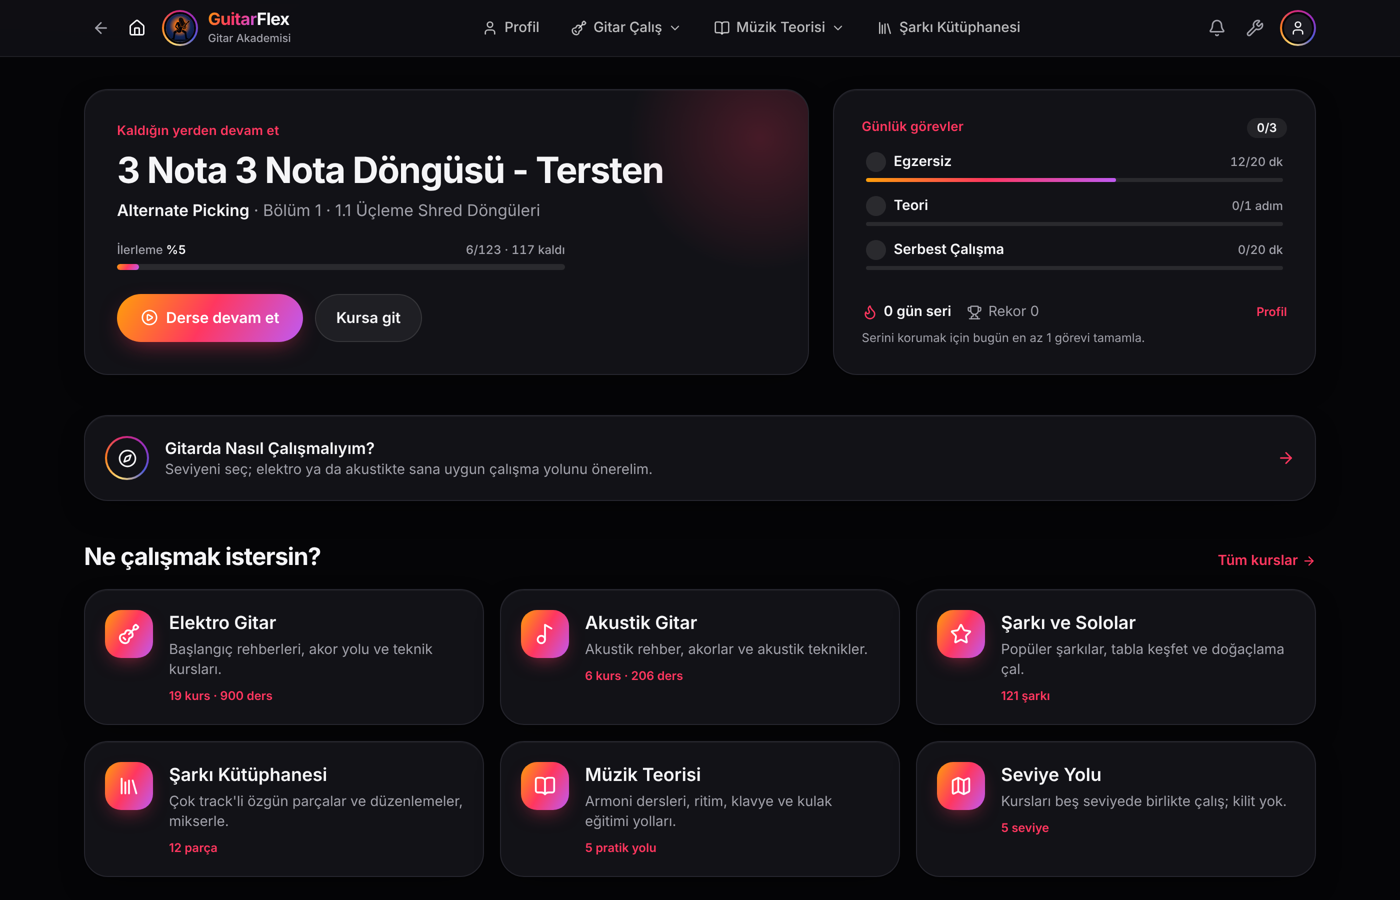 GuitarFlex
Gitar Akademisi
Profil
Gitar Çalış
Müzik Teorisi
Şarkı Kütüphanesi
Kaldığın yerden devam et
3 Nota 3 Nota Döngüsü - Tersten
Alternate Picking · Bölüm 1 · 1.1 Üçleme Shred Döngüleri
İlerleme %5
6/123 · 117 kaldı
Derse devam et
Kursa git
Günlük görevler
0/3
Egzersiz
12/20 dk
Teori
0/1 adım
Serbest Çalışma
0/20 dk
0 gün seri
Rekor 0
Profil
Serini korumak için bugün en az 1 görevi tamamla.
Gitarda Nasıl Çalışmalıyım?
Seviyeni seç; elektro ya da akustikte sana uygun çalışma yolunu önerelim.
Ne çalışmak istersin?
Tüm kurslar
Elektro Gitar
Başlangıç rehberleri, akor yolu ve teknik
kursları.
19 kurs · 900 ders
Akustik Gitar
Akustik rehber, akorlar ve akustik teknikler.
6 kurs · 206 ders
Şarkı ve Sololar
Popüler şarkılar, tabla keşfet ve doğaçlama
çal.
121 şarkı
Şarkı Kütüphanesi
Çok track'li özgün parçalar ve düzenlemeler,
mikserle.
12 parça
Müzik Teorisi
Armoni dersleri, ritim, klavye ve kulak
eğitimi yolları.
5 pratik yolu
Seviye Yolu
Kursları beş seviyede birlikte çalış; kilit yok.
5 seviye